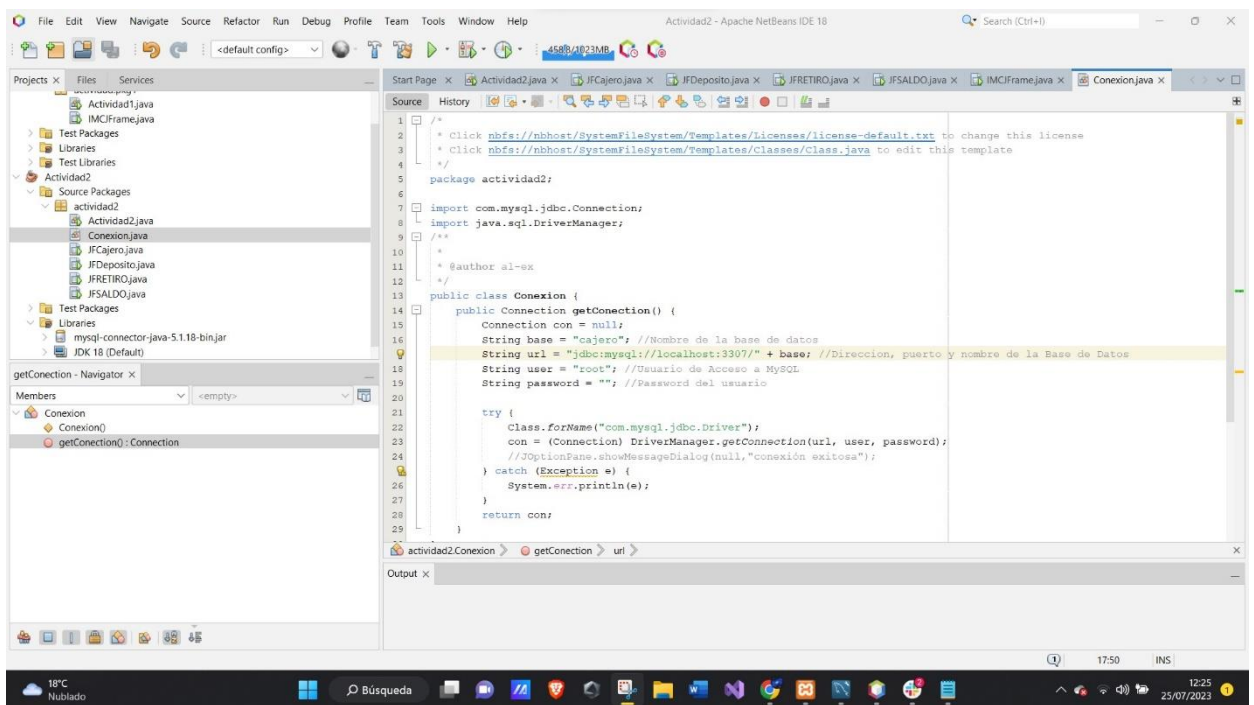 File Edit View Navigate Source Refactor Run Debug Profile Team Tools Window Help
Actividad2 - Apache NetBeans IDE 18
Search (Ctrl+I)
<default config>
Projects
Files
Services
Actividad1.java
IMCJFrame.java
Test Packages
Libraries
Test Libraries
Actividad2
Source Packages
actividad2
Actividad2.java
Conexion.java
JFCajero.java
JFDeposito.java
JFRETIRO.java
JFSALDO.java
Test Packages
Libraries
mysql-connector-java-5.1.18-bin.jar
JDK 18 (Default)
getConection - Navigator
Members
<empty>
Conexion
Conexion()
getConection() : Connection
Start Page
Actividad2.java
JFCajero.java
JFDeposito.java
JFRETIRO.java
JFSALDO.java
IMCJFrame.java
Conexion.java
Source
History
1 /*
2 * Click nbfs://nbhost/SystemFileSystem/Templates/Licenses/license-default.txt to change this license
3 * Click nbfs://nbhost/SystemFileSystem/Templates/Classes/Class.java to edit this template
4 */
5 package actividad2;
6
7 import com.mysql.jdbc.Connection;
8 import java.sql.DriverManager;
9 /**
10 *
11 * @author al-ex
12 */
13 public class Conexion {
14 public Connection getConection() {
15 Connection con = null;
16 String base = "cajero"; //Nombre de la base de datos
String url = "jdbc:mysql://localhost:3307/" + base; //Direccion, puerto y nombre de la Base de Datos
18 String user = "root"; //Usuario de Acceso a MySQL
19 String password = ""; //Password del usuario
20
21 try {
22 Class.forName("com.mysql.jdbc.Driver");
23 con = (Connection) DriverManager.getConnection(url, user, password);
24 //JOptionPane.showMessageDialog(null,"conexión exitosa");
} catch (Exception e) {
26 System.err.println(e);
27 }
28 return con;
29 }
actividad2.Conexion
getConection
url
Output
1
17:50
INS
18°C
Nublado
Búsqueda
12:25
25/07/2023
1